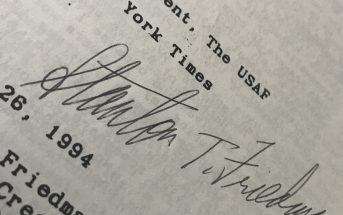 ent, The USAF
York Times
Stanton T. Friedm
26, 1994
Friedma
Cre